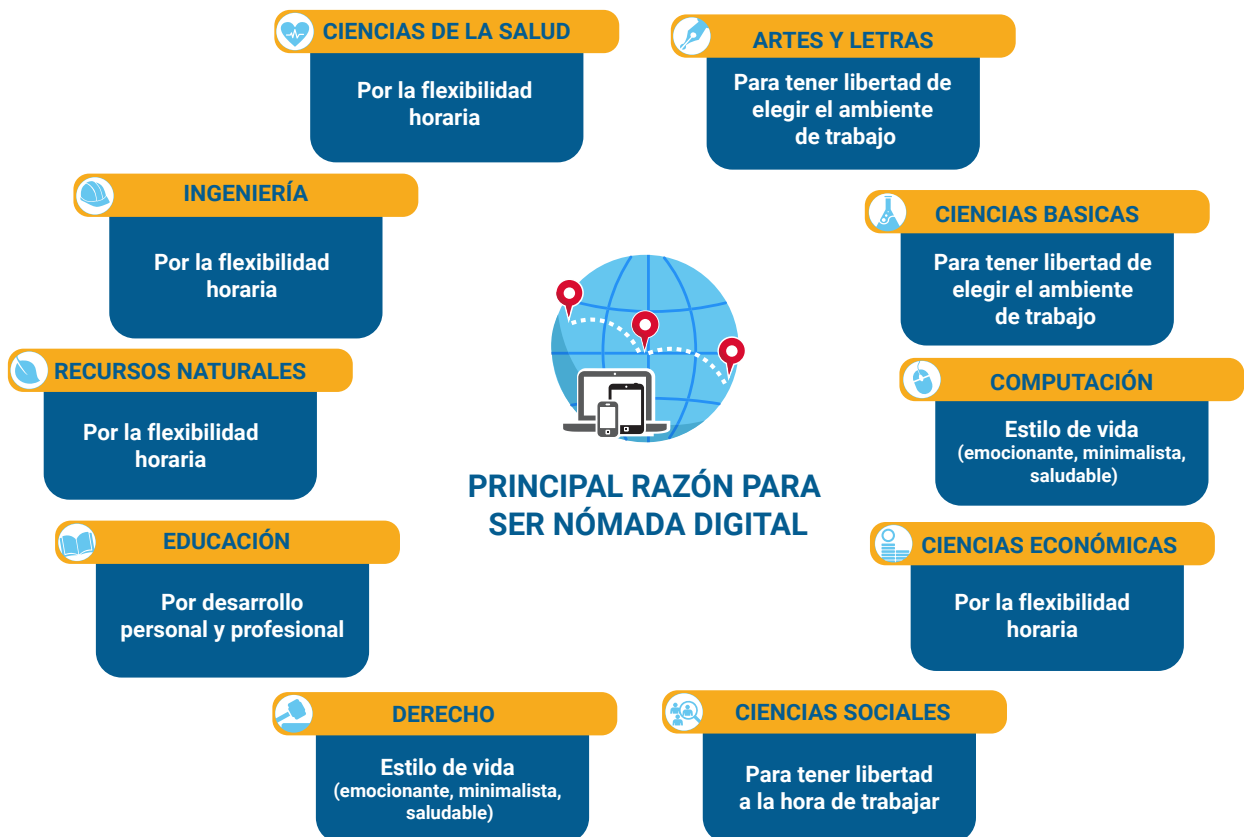 CIENCIAS DE LA SALUD
Por la flexibilidad
horaria
ARTES Y LETRAS
Para tener libertad de
elegir el ambiente
de trabajo
INGENIERÍA
Por la flexibilidad
horaria
CIENCIAS BASICAS
Para tener libertad de
elegir el ambiente
de trabajo
RECURSOS NATURALES
Por la flexibilidad
horaria
COMPUTACIÓN
Estilo de vida
(emocionante, minimalista,
saludable)
PRINCIPAL RAZÓN PARA
SER NÓMADA DIGITAL
EDUCACIÓN
Por desarrollo
personal y profesional
CIENCIAS ECONÓMICAS
Por la flexibilidad
horaria
DERECHO
Estilo de vida
(emocionante, minimalista,
saludable)
CIENCIAS SOCIALES
Para tener libertad
a la hora de trabajar